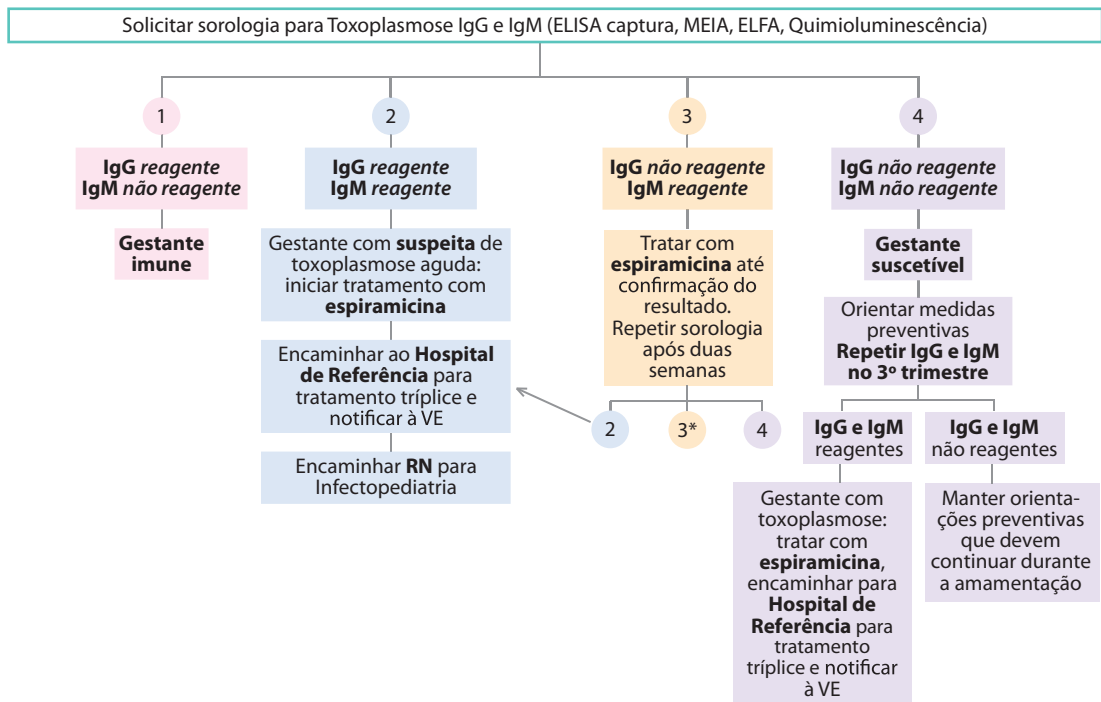 Solicitar sorologia para Toxoplasmose IgG e IgM (ELISA captura, MEIA, ELFA, Quimioluminescência)
1
IgG reagente
IgM não reagente
Gestante
imune
2
IgG reagente
IgM reagente
Gestante com suspeita de
toxoplasmose aguda:
iniciar tratamento com
espiramicina
Encaminhar ao Hospital
de Referência para
tratamento tríplice e
notificar à VE
Encaminhar RN para
Infectopediatria
3
IgG não reagente
IgM reagente
Tratar com
espiramicina até
confirmação do
resultado.
Repetir sorologia
após duas
semanas
2
3*
4
4
IgG não reagente
IgM não reagente
Gestante
suscetível
Orientar medidas
preventivas
Repetir IgG e IgM
no 3º trimestre
IgG e IgM
reagentes
Gestante com
toxoplasmose:
tratar com
espiramicina,
encaminhar para
Hospital de
Referência para
tratamento
tríplice e notificar
à VE
IgG e IgM
não reagentes
Manter orienta-
ções preventivas
que devem
continuar durante
a amamentação